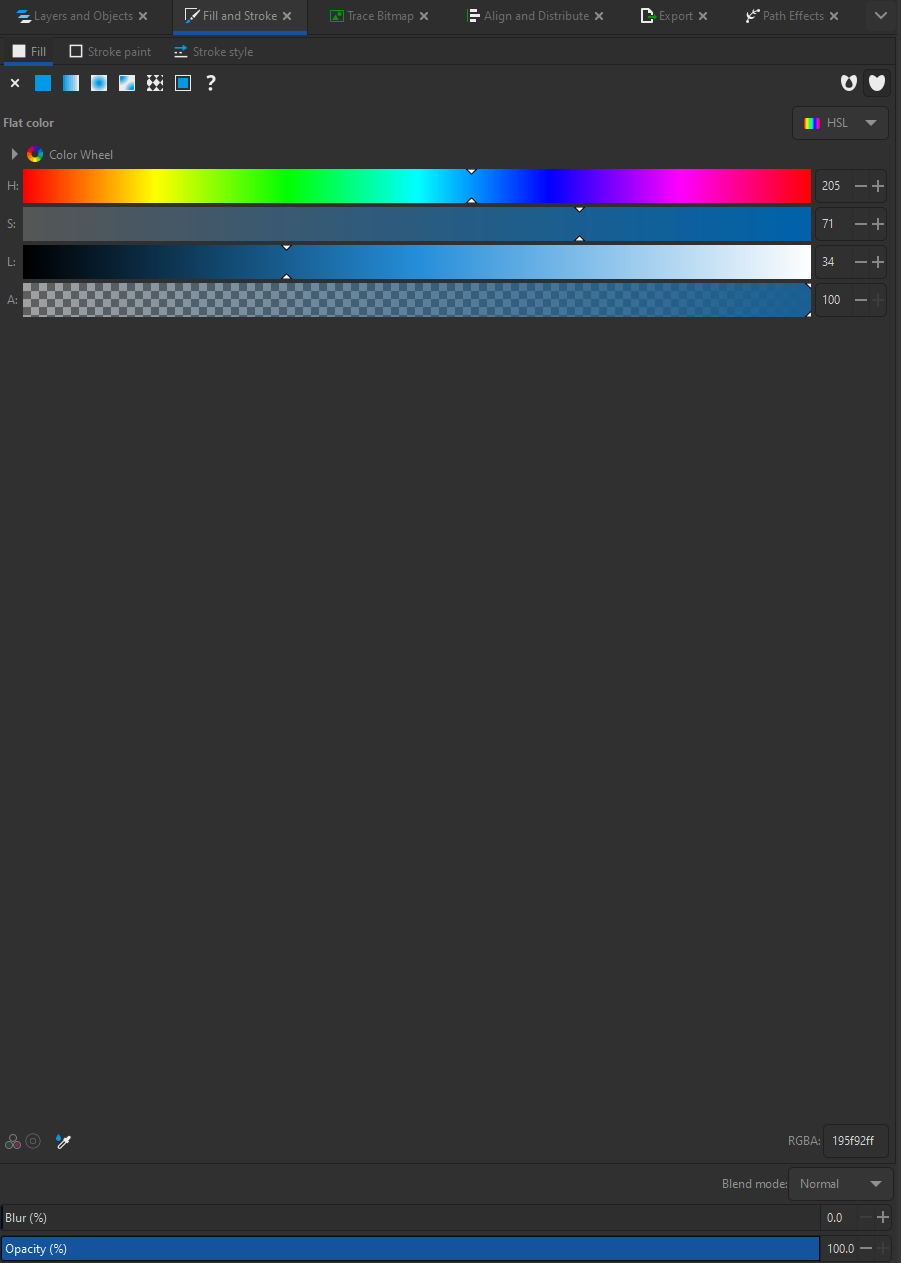 Layers and Objects Fill and Stroke Trace Bitmap Align and Distribute Export Path Effects
Fill Stroke paint Stroke style
?
Flat color HSL
Color Wheel
H: 205
S: 71
L: 34
A: 100
RGBA: 195f92ff
Blend mode: Normal
Blur (%) 0.0
Opacity (%) 100.0